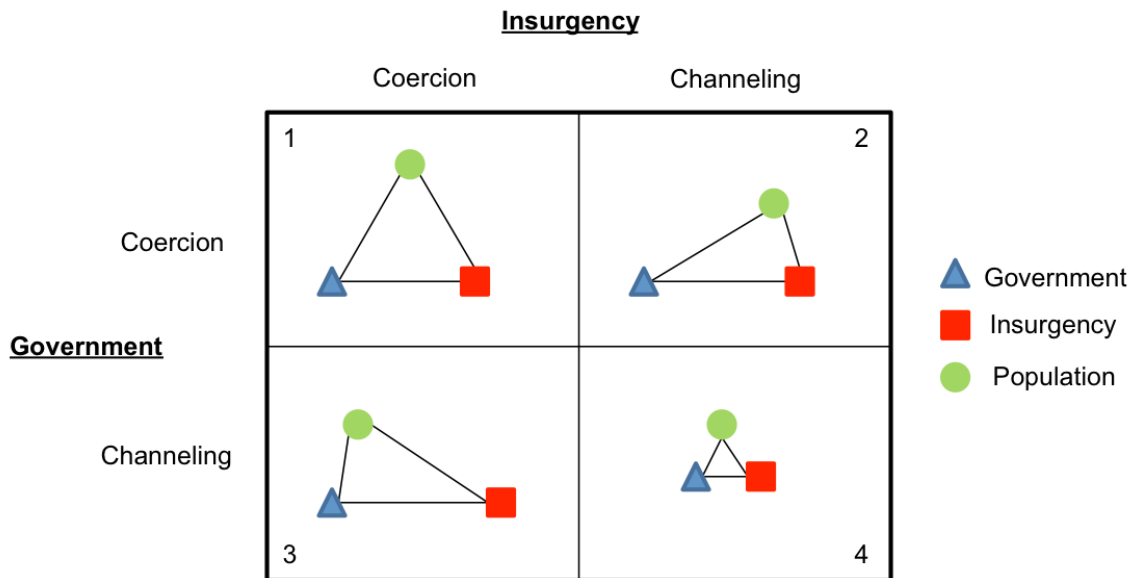 Insurgency
Coercion
Channeling
1
2
Coercion
Government
Channeling
3
4
Government
Insurgency
Population